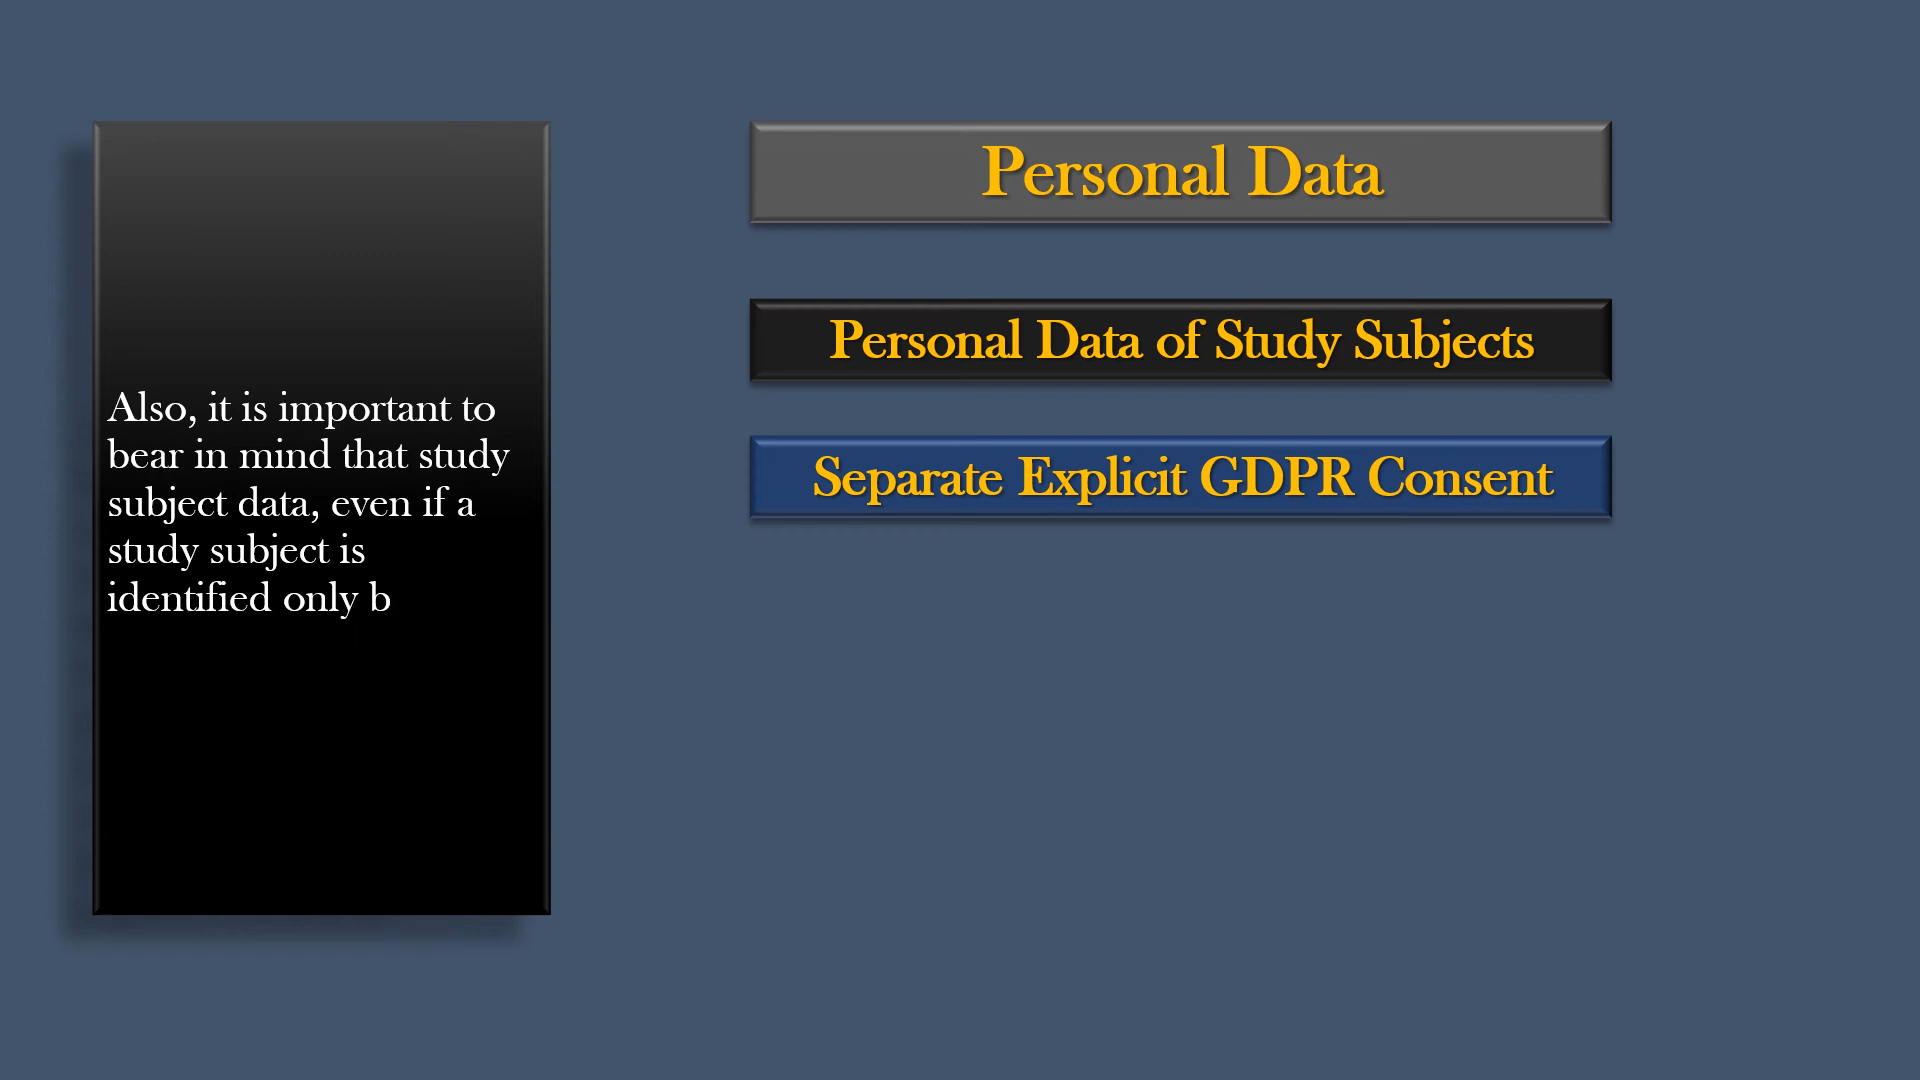 Also, it is important to
bear in mind that study
subject data, even if a
study subject is
identified only b
Personal Data
Personal Data of Study Subjects
Separate Explicit GDPR Consent